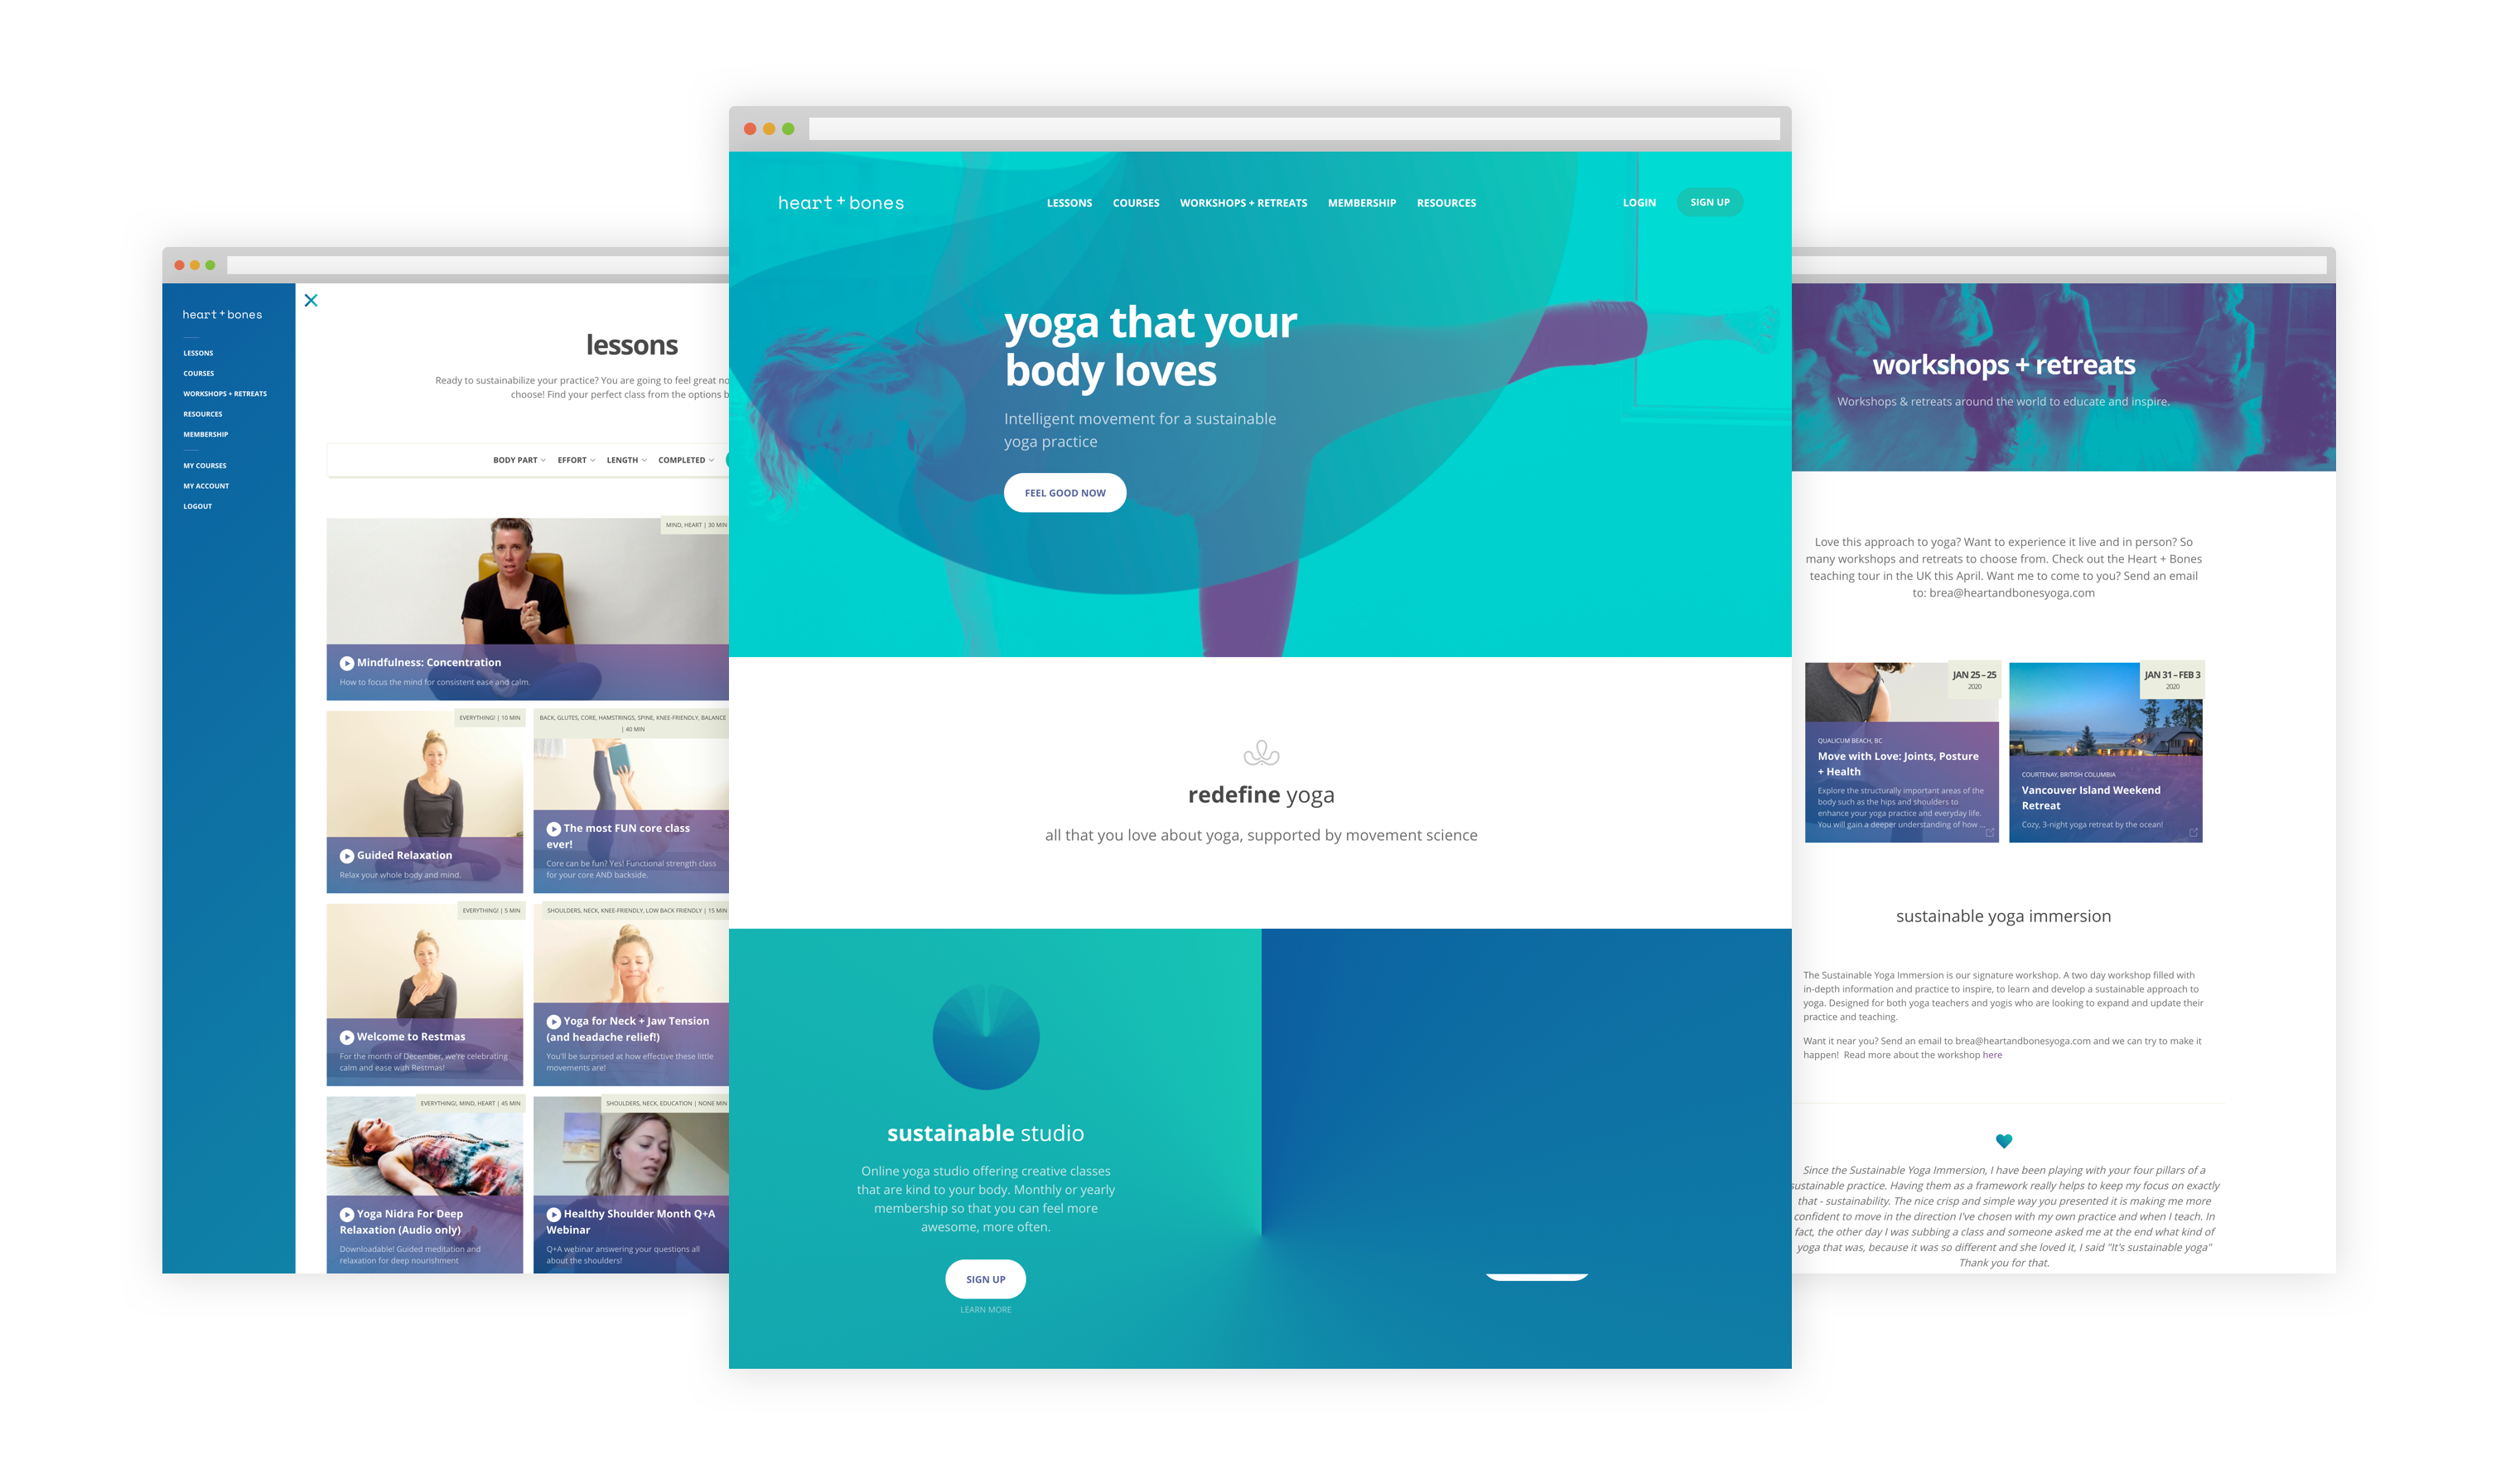 heart + bones
LESSONS
COURSES
WORKSHOPS + RETREATS
RESOURCES
MEMBERSHIP
MY COURSES
MY ACCOUNT
LOGOUT
lessons
Ready to sustainabilize your practice? You are going to feel great no
choose! Find your perfect class from the options b
BODY PART EFFORT LENGTH COMPLETED
MIND, HEART | 30 MIN
Mindfulness: Concentration
How to focus the mind for consistent ease and calm.
EVERYTHING! | 10 MIN
Guided Relaxation
Relax your whole body and mind.
BACK, GLUTES, CORE, HAMSTRINGS, SPINE, KNEE-FRIENDLY, BALANCE
| 40 MIN
The most FUN core class
ever!
Core can be fun? Yes! Functional strength class
for your core AND backside.
EVERYTHING! | 5 MIN
Welcome to Restmas
For the month of December, we're celebrating
calm and ease with Restmas!
SHOULDERS, NECK, KNEE-FRIENDLY, LOW BACK FRIENDLY | 15 MIN
Yoga for Neck + Jaw Tension
(and headache relief!)
You'll be surprised at how effective these little
movements are!
EVERYTHING!, MIND, HEART | 45 MIN
Yoga Nidra For Deep
Relaxation (Audio only)
Downloadable! Guided meditation and
relaxation for deep nourishment
SHOULDERS, NECK, EDUCATION | NONE MIN
Healthy Shoulder Month Q+A
Webinar
Q+A webinar answering your questions all
about the shoulders!
heart + bones
LESSONS COURSES WORKSHOPS + RETREATS MEMBERSHIP RESOURCES LOGIN SIGN UP
yoga that your
body loves
Intelligent movement for a sustainable
yoga practice
FEEL GOOD NOW
redefine yoga
all that you love about yoga, supported by movement science
sustainable studio
Online yoga studio offering creative classes
that are kind to your body. Monthly or yearly
membership so that you can feel more
awesome, more often.
SIGN UP
LEARN MORE
workshops + retreats
Workshops & retreats around the world to educate and inspire.
Love this approach to yoga? Want to experience it live and in person? So
many workshops and retreats to choose from. Check out the Heart + Bones
teaching tour in the UK this April. Want me to come to you? Send an email
to: brea@heartandbonesyoga.com
JAN 25 – 25
2020
QUALICUM BEACH, BC
Move with Love: Joints, Posture
+ Health
Explore the structurally important areas of the
body such as the hips and shoulders to
enhance your yoga practice and everyday life.
You will gain a deeper understanding of how ...
JAN 31 – FEB 3
2020
COURTENAY, BRITISH COLUMBIA
Vancouver Island Weekend
Retreat
Cozy, 3-night yoga retreat by the ocean!
sustainable yoga immersion
The Sustainable Yoga Immersion is our signature workshop. A two day workshop filled with
in-depth information and practice to inspire, to learn and develop a sustainable approach to
yoga. Designed for both yoga teachers and yogis who are looking to expand and update their
practice and teaching.
Want it near you? Send an email to brea@heartandbonesyoga.com and we can try to make it
happen! Read more about the workshop here
Since the Sustainable Yoga Immersion, I have been playing with your four pillars of a
sustainable practice. Having them as a framework really helps to keep my focus on exactly
that - sustainability. The nice crisp and simple way you presented it is making me more
confident to move in the direction I've chosen with my own practice and when I teach. In
fact, the other day I was subbing a class and someone asked me at the end what kind of
yoga that was, because it was so different and she loved it, I said "It's sustainable yoga"
Thank you for that.